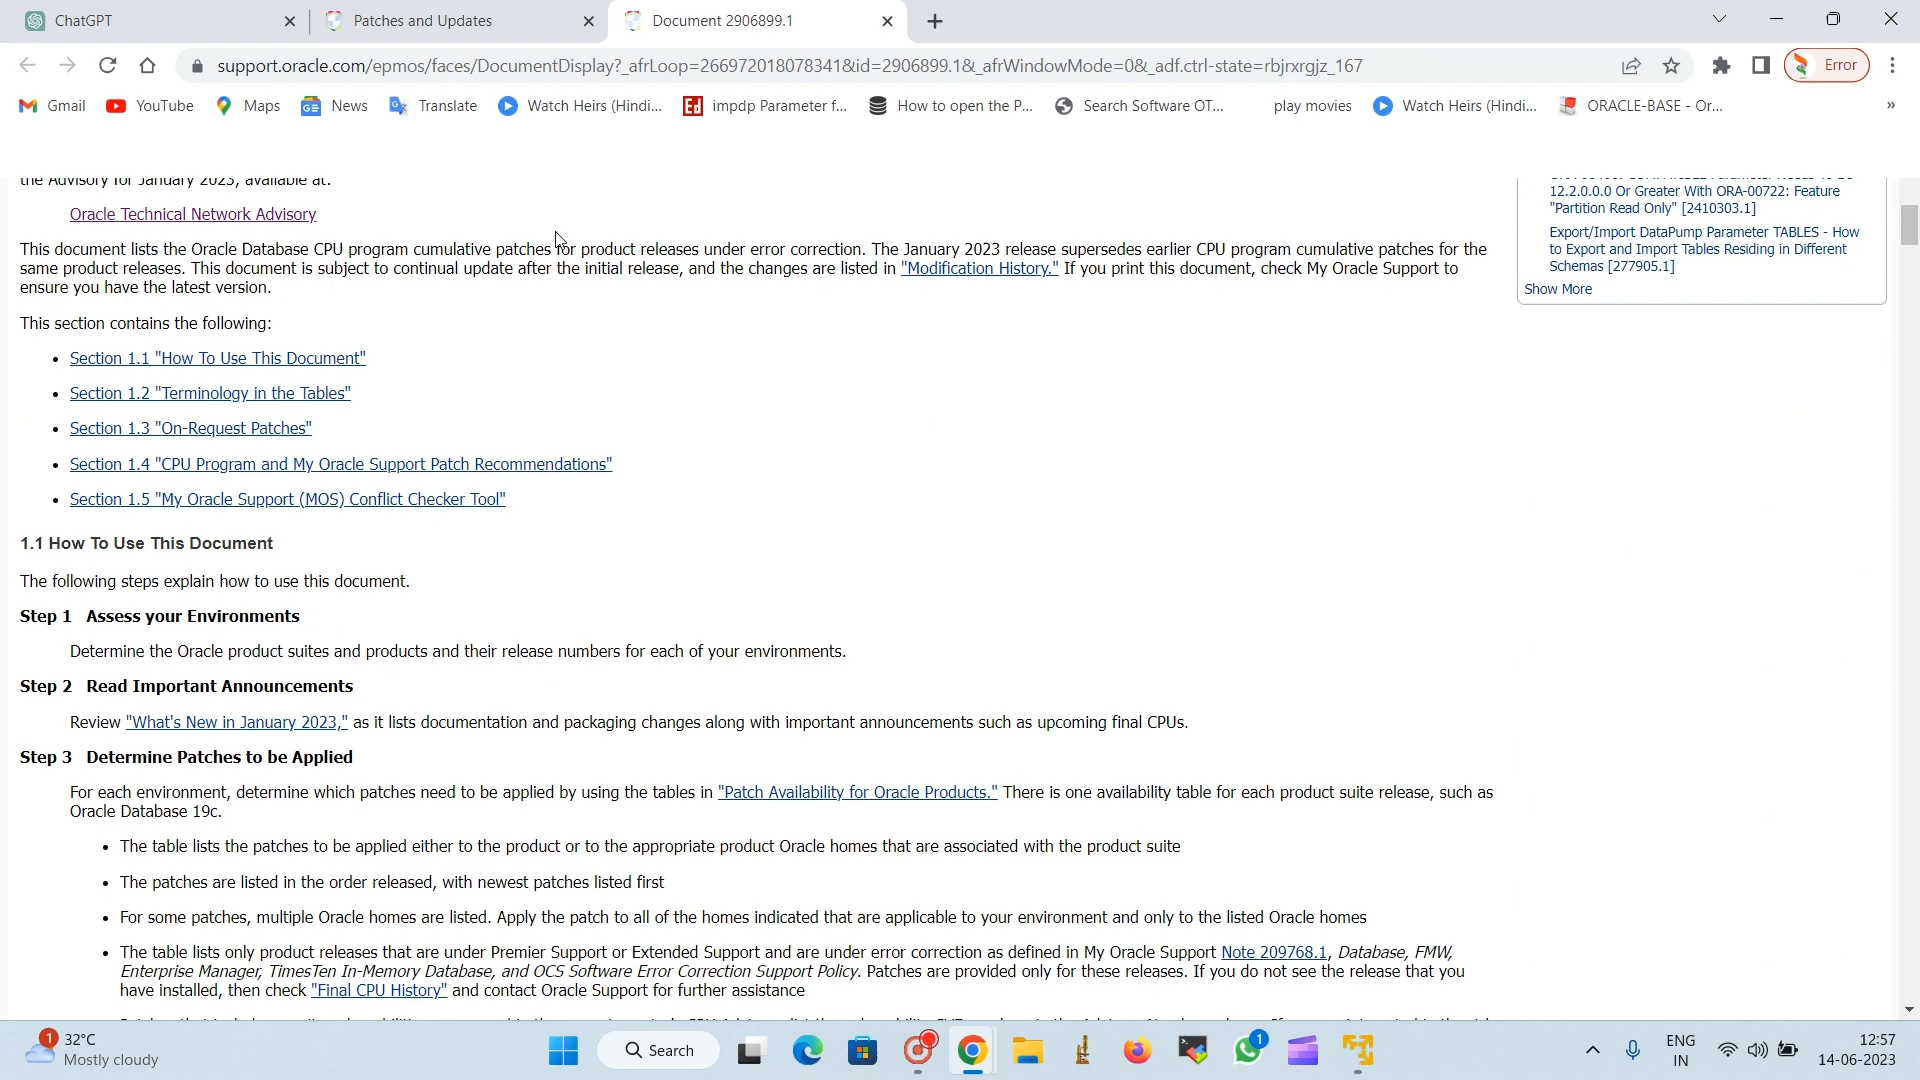 ChatGPT
Patches and Updates
Document 2906899.1
support.oracle.com/epmos/faces/DocumentDisplay?_afrLoop=266972018078341&id=2906899.1&_afrWindowMode=0&_adf.ctrl-state=rbjrxrgjz_167
Error
Gmail YouTube Maps News Translate Watch Heirs (Hindi... impdp Parameter f... How to open the P... Search Software OT... play movies Watch Heirs (Hindi... ORACLE-BASE - Or... »
the Advisory for January 2023, available at:
Oracle Technical Network Advisory
This document lists the Oracle Database CPU program cumulative patches for product releases under error correction. The January 2023 release supersedes earlier CPU program cumulative patches for the
same product releases. This document is subject to continual update after the initial release, and the changes are listed in "Modification History." If you print this document, check My Oracle Support to
ensure you have the latest version.
This section contains the following:
• Section 1.1 "How To Use This Document"
• Section 1.2 "Terminology in the Tables"
• Section 1.3 "On-Request Patches"
• Section 1.4 "CPU Program and My Oracle Support Patch Recommendations"
• Section 1.5 "My Oracle Support (MOS) Conflict Checker Tool"
1.1 How To Use This Document
The following steps explain how to use this document.
Step 1 Assess your Environments
Determine the Oracle product suites and products and their release numbers for each of your environments.
Step 2 Read Important Announcements
Review "What's New in January 2023," as it lists documentation and packaging changes along with important announcements such as upcoming final CPUs.
Step 3 Determine Patches to be Applied
For each environment, determine which patches need to be applied by using the tables in "Patch Availability for Oracle Products." There is one availability table for each product suite release, such as
Oracle Database 19c.
• The table lists the patches to be applied either to the product or to the appropriate product Oracle homes that are associated with the product suite
• The patches are listed in the order released, with newest patches listed first
• For some patches, multiple Oracle homes are listed. Apply the patch to all of the homes indicated that are applicable to your environment and only to the listed Oracle homes
• The table lists only product releases that are under Premier Support or Extended Support and are under error correction as defined in My Oracle Support Note 209768.1, Database, FMW,
Enterprise Manager, TimesTen In-Memory Database, and OCS Software Error Correction Support Policy. Patches are provided only for these releases. If you do not see the release that you
have installed, then check "Final CPU History" and contact Oracle Support for further assistance
12.2.0.0.0 Or Greater With ORA-00722: Feature
"Partition Read Only" [2410303.1]
Export/Import DataPump Parameter TABLES - How
to Export and Import Tables Residing in Different
Schemas [277905.1]
Show More
1
32°C
Mostly cloudy
Search
1
ENG
IN
12:57
14-06-2023